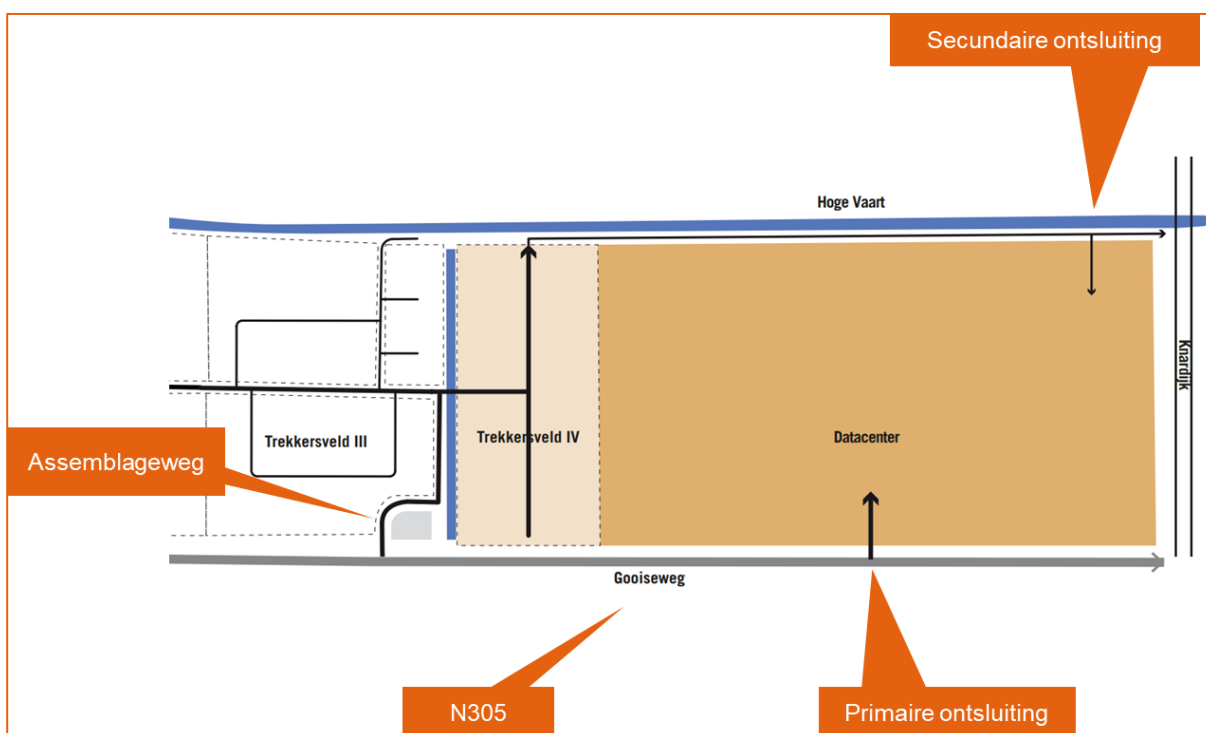 Secundaire ontsluiting
Hoge Vaart
Knardijk
Trekkersveld III
Trekkersveld IV
Datacenter
Assemblageweg
Gooiseweg
N305
Primaire ontsluiting